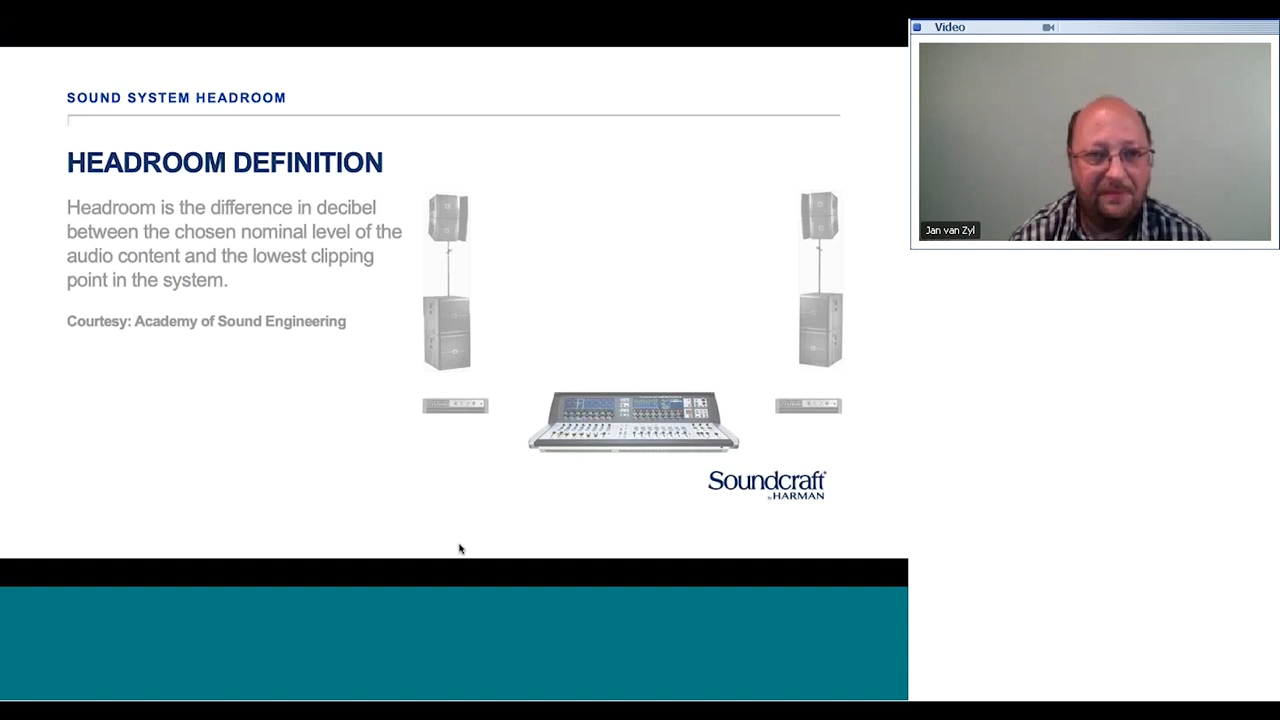 SOUND SYSTEM HEADROOM
HEADROOM DEFINITION
Headroom is the difference in decibel
between the chosen nominal level of the
audio content and the lowest clipping
point in the system.
Courtesy: Academy of Sound Engineering
Soundcraft
by HARMAN
Video
Jan van Zyl